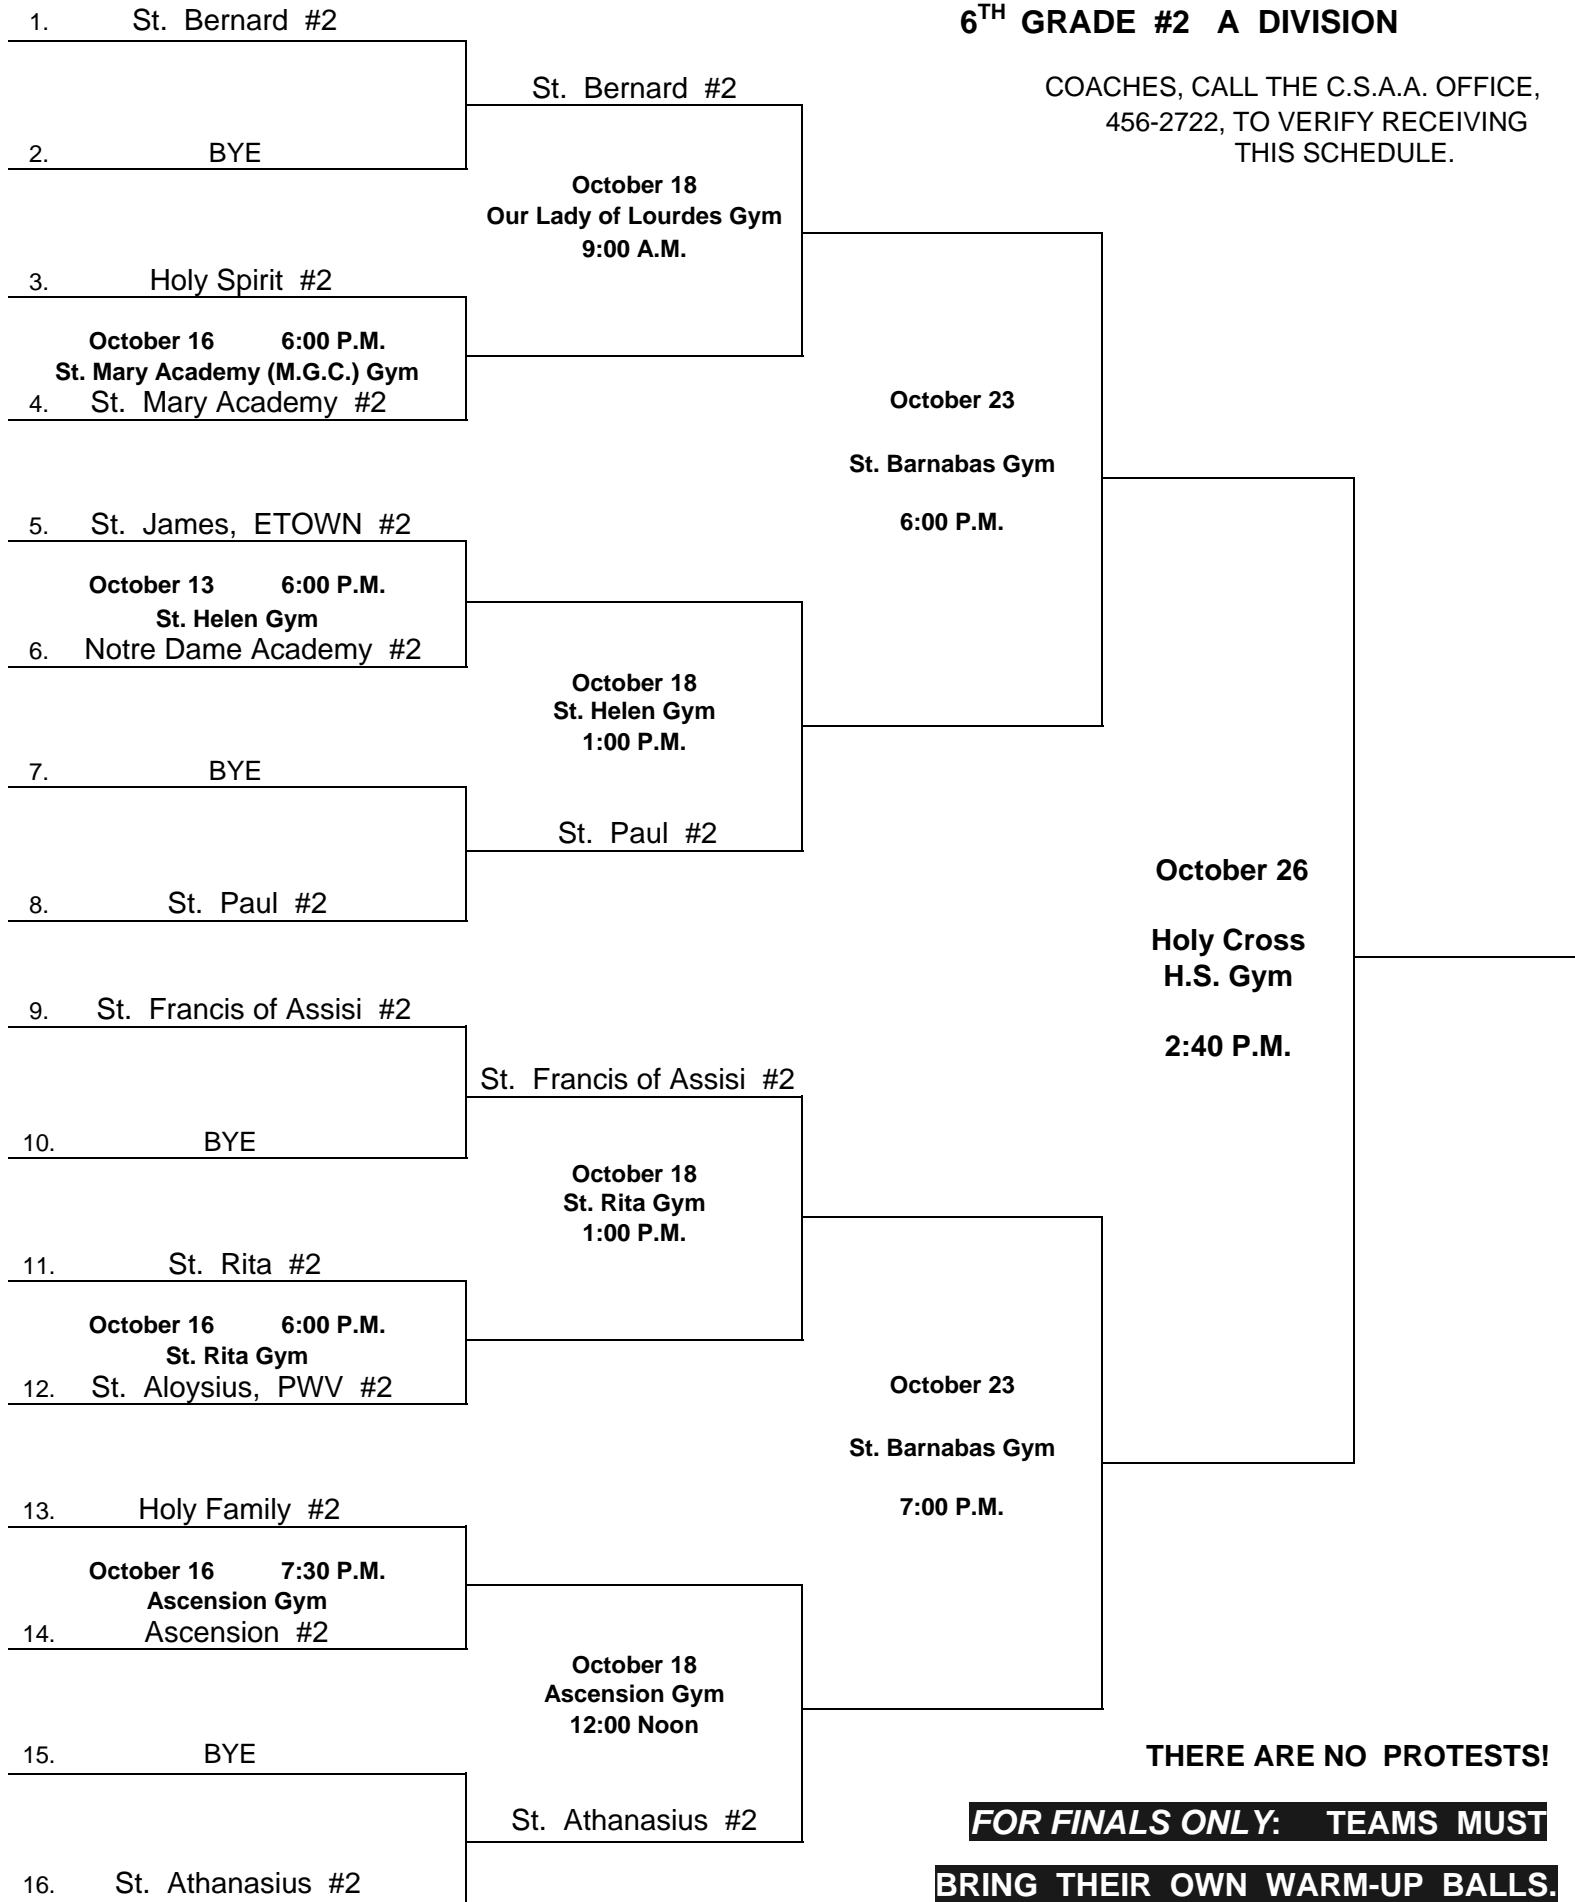 1. St. Bernard #2
6TH GRADE #2 A DIVISION
St. Bernard #2
COACHES, CALL THE C.S.A.A. OFFICE,
456-2722, TO VERIFY RECEIVING
THIS SCHEDULE.
2. BYE
October 18
Our Lady of Lourdes Gym
9:00 A.M.
3. Holy Spirit #2
October 16 6:00 P.M.
St. Mary Academy (M.G.C.) Gym
4. St. Mary Academy #2
October 23
St. Barnabas Gym
6:00 P.M.
5. St. James, ETOWN #2
October 13 6:00 P.M.
St. Helen Gym
6. Notre Dame Academy #2
October 18
St. Helen Gym
1:00 P.M.
7. BYE
St. Paul #2
8. St. Paul #2
October 26
Holy Cross
H.S. Gym
2:40 P.M.
9. St. Francis of Assisi #2
St. Francis of Assisi #2
10. BYE
October 18
St. Rita Gym
1:00 P.M.
11. St. Rita #2
October 16 6:00 P.M.
St. Rita Gym
12. St. Aloysius, PWV #2
October 23
St. Barnabas Gym
7:00 P.M.
13. Holy Family #2
October 16 7:30 P.M.
Ascension Gym
14. Ascension #2
October 18
Ascension Gym
12:00 Noon
15. BYE
THERE ARE NO PROTESTS!
St. Athanasius #2
FOR FINALS ONLY: TEAMS MUST
16. St. Athanasius #2
BRING THEIR OWN WARM-UP BALLS.